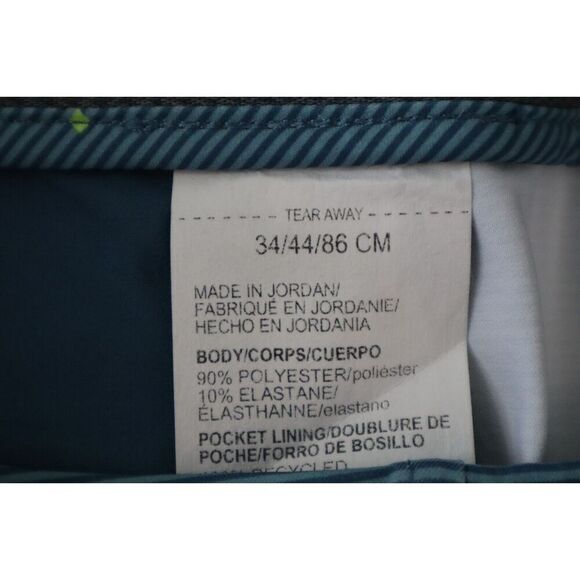 TEAR AWAY
34/44/86 CM
MADE IN JORDAN/
FABRIQUÉ EN JORDANIE/
HECHO EN JORDANIA
BODY/CORPS/CUERPO
90% POLYESTER/poliéster
10% ELASTANE/
ÉLASTHANNE/elastano
POCKET LINING/DOUBLURE DE
POCHE/FORRO DE BOSILLO
RECYCLED